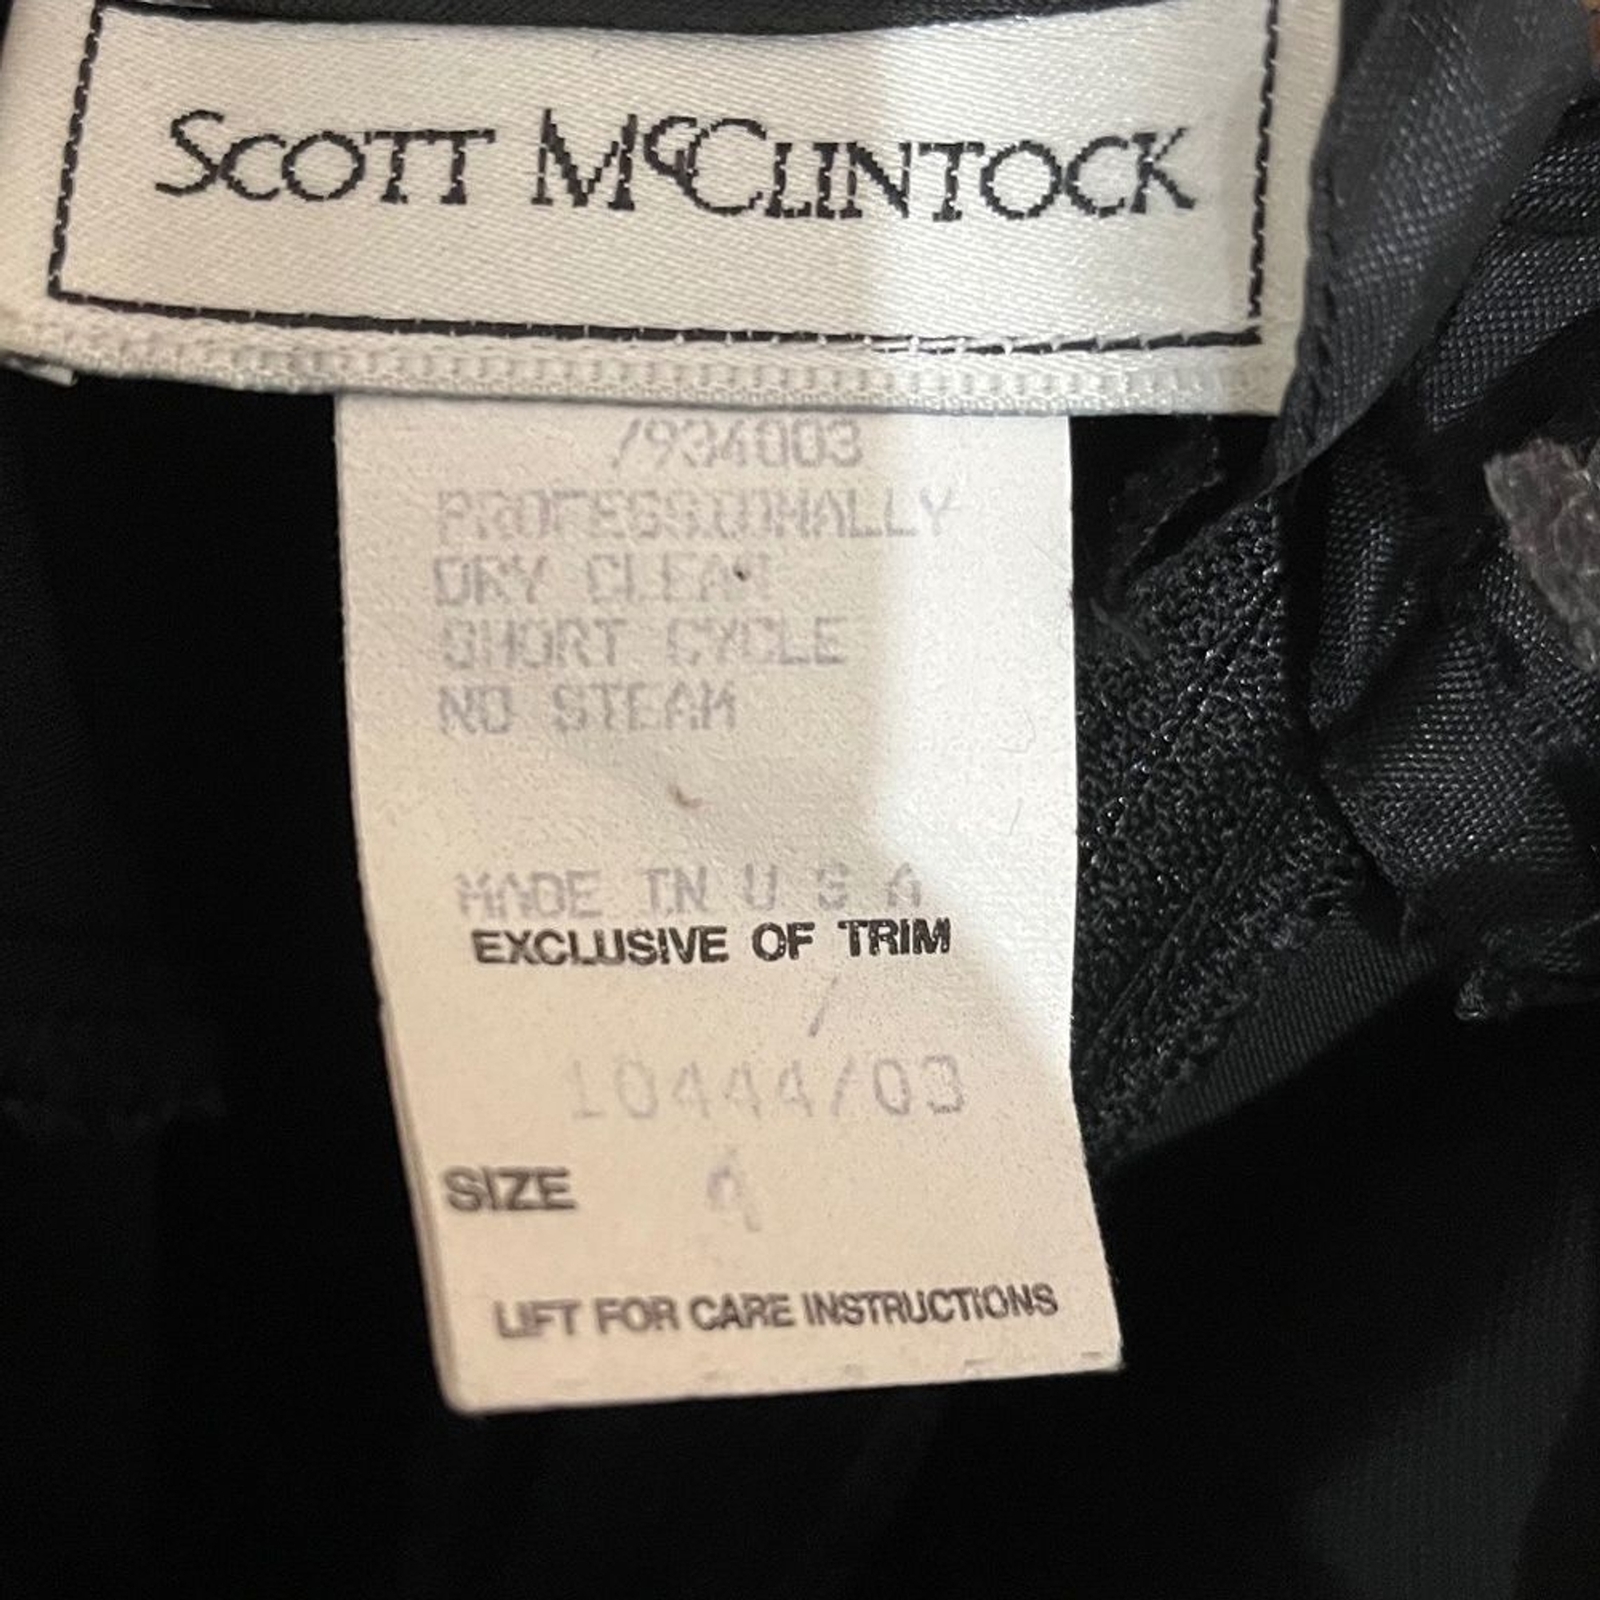 SCOTT McCLINTOCK
/934003
PROFESSIONALLY
DRY CLEAN
SHORT CYCLE
NO STEAM
MADE IN U S A
EXCLUSIVE OF TRIM
/
10444/03
SIZE 4
LIFT FOR CARE INSTRUCTIONS